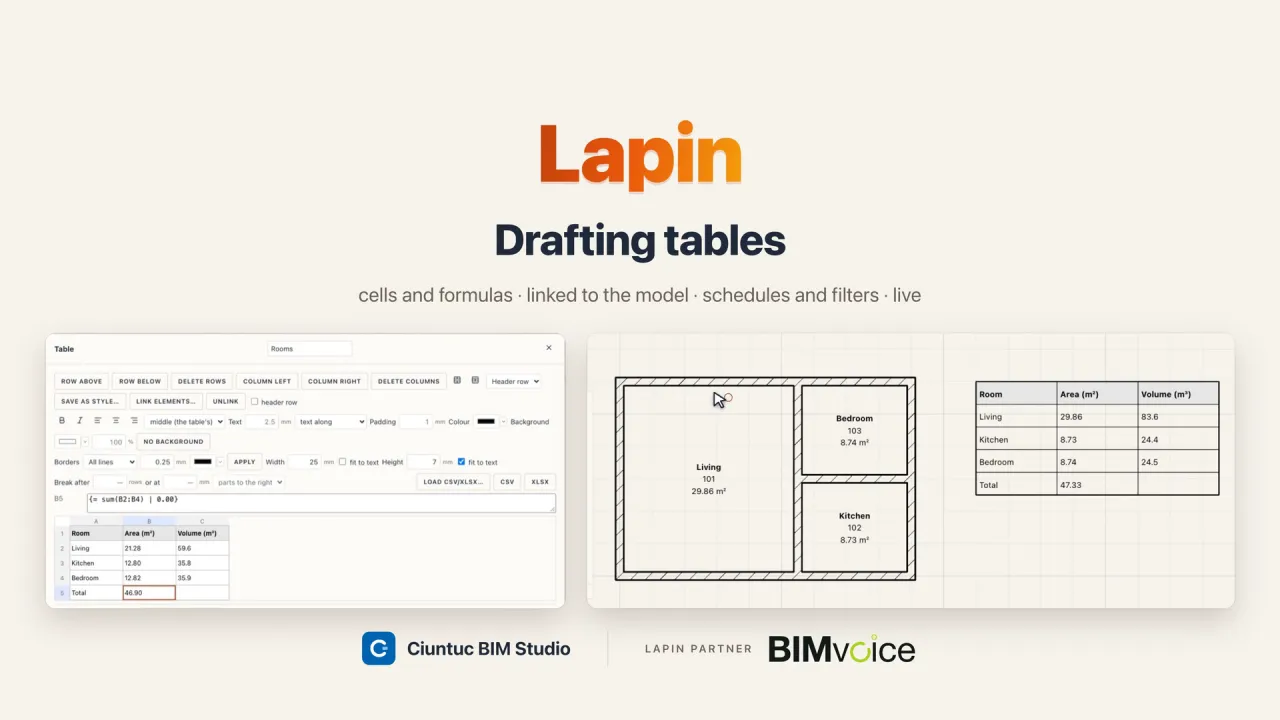 Lapin
Drafting tables
cells and formulas · linked to the model · schedules and filters · live
Table
Rooms
×
ROW ABOVE ROW BELOW DELETE ROWS COLUMN LEFT COLUMN RIGHT DELETE COLUMNS Header row
SAVE AS STYLE... LINK ELEMENTS... UNLINK header row
B I middle (the table's) Text 2.5 mm text along Padding 1 mm Colour Background
100 % NO BACKGROUND
Borders All lines 0.25 mm APPLY Width 25 mm fit to text Height 7 mm fit to text
Break after — rows or at — mm parts to the right LOAD CSV/XLSX... CSV XLSX
B5 {= sum(B2:B4) | 0.00}
A B C
1 Room Area (m²) Volume (m³)
2 Living 21.28 59.6
3 Kitchen 12.80 35.8
4 Bedroom 12.82 35.9
5 Total 46.90
Living
101
29.86 m²
Bedroom
103
8.74 m²
Kitchen
102
8.73 m²
Room Area (m²) Volume (m³)
Living 29.86 83.6
Kitchen 8.73 24.4
Bedroom 8.74 24.5
Total 47.33
C Ciuntuc BIM Studio
LAPIN PARTNER
BIMvoice